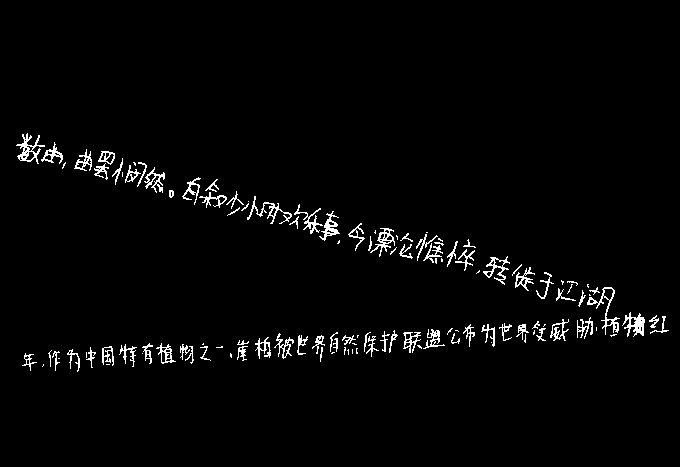 数曲,曲罢悯然。自叙少小时欢乐事,今漂沦憔悴,转徙于江湖
年,作为中国特有植物之一,崖柏被世界自然保护联盟公布为世界受威胁植物红